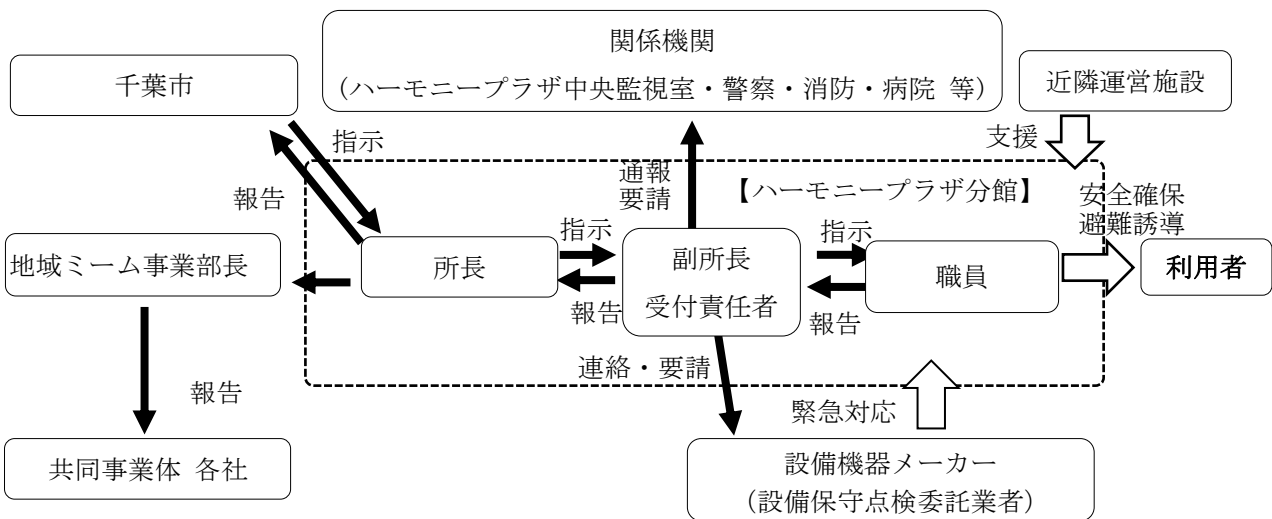 関係機関
(ハーモニープラザ中央監視室・警察・消防・病院 等)
千葉市
近隣運営施設
指示
支援
報告
通報
要請
【ハーモニープラザ分館】
安全確保
避難誘導
指示
指示
地域ミーム事業部長
所長
副所長
受付責任者
職員
利用者
報告
報告
連絡・要請
報告
緊急対応
共同事業体 各社
設備機器メーカー
(設備保守点検委託業者)